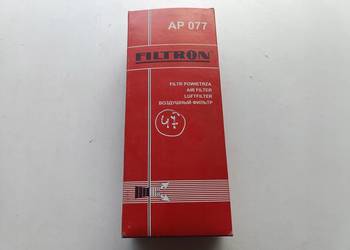 AP 077
FILTRON
FILTR POWIETRZA
AIR FILTER
LUFTFILTER
ВОЗДУШНЫЙ ФИЛЬТР